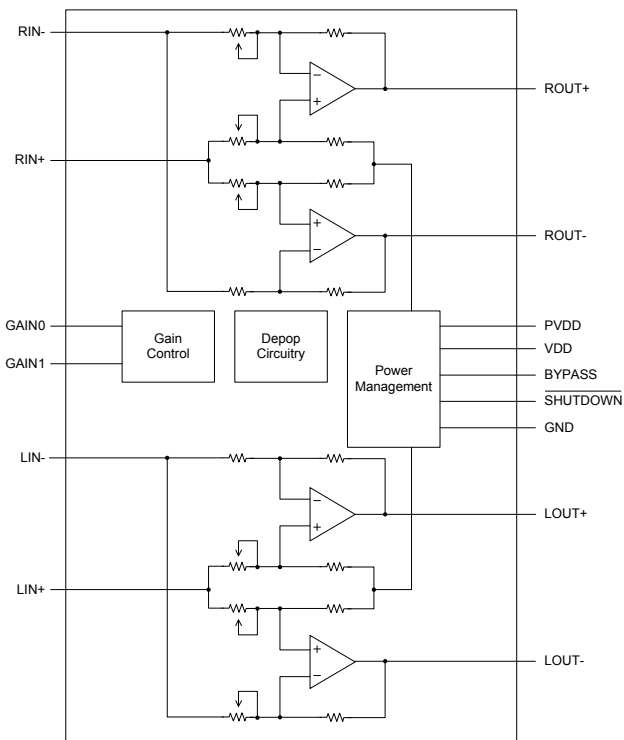 RIN-
ROUT+
RIN+
ROUT-
GAIN0
GAIN1
Gain
Control
Depop
Circuitry
Power
Management
PVDD
VDD
BYPASS
SHUTDOWN
GND
LIN-
LOUT+
LIN+
LOUT-